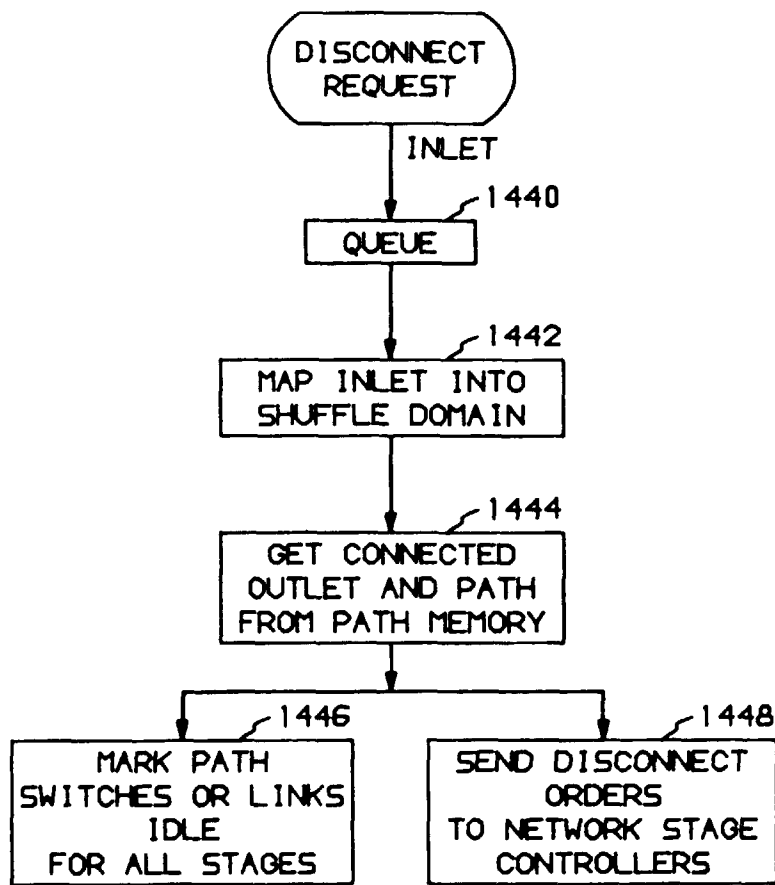 DISCONNECT
REQUEST
INLET
1440
QUEUE
1442
MAP INLET INTO
SHUFFLE DOMAIN
1444
GET CONNECTED
OUTLET AND PATH
FROM PATH MEMORY
1446
MARK PATH
SWITCHES OR LINKS
IDLE
FOR ALL STAGES
1448
SEND DISCONNECT
ORDERS
TO NETWORK STAGE
CONTROLLERS